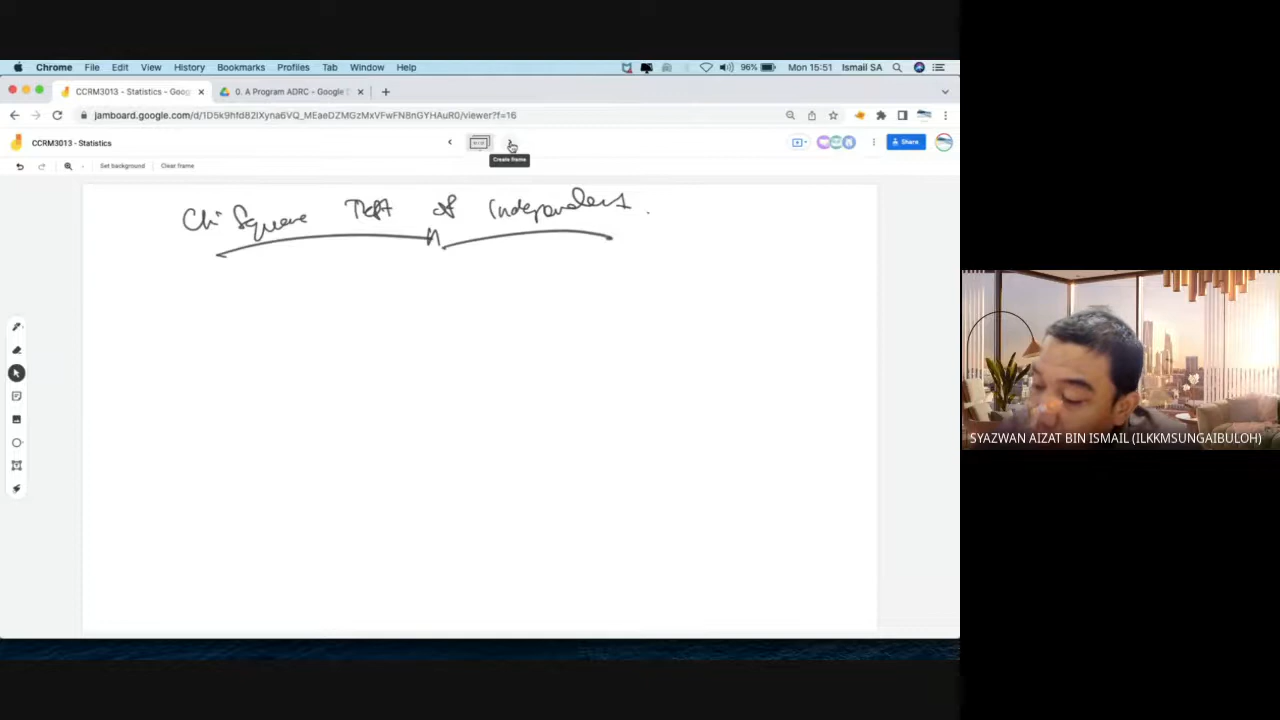 Chrome File Edit View History Bookmarks Profiles Tab Window Help 96% Mon 15:51 Ismail SA
CCRM3013 - Statistics - Goog × 0. A Program ADRC - Google D × +
jamboard.google.com/d/1D5k9hfd82IXyna6VQ_MEaeDZMGzMxVFwFN8nGYHAuR0/viewer?f=16
CCRM3013 - Statistics
Share
Create frame
Set background Clear frame
Chi Square Test of Independent.
SYAZWAN AIZAT BIN ISMAIL (ILKKMSUNGAIBULOH)